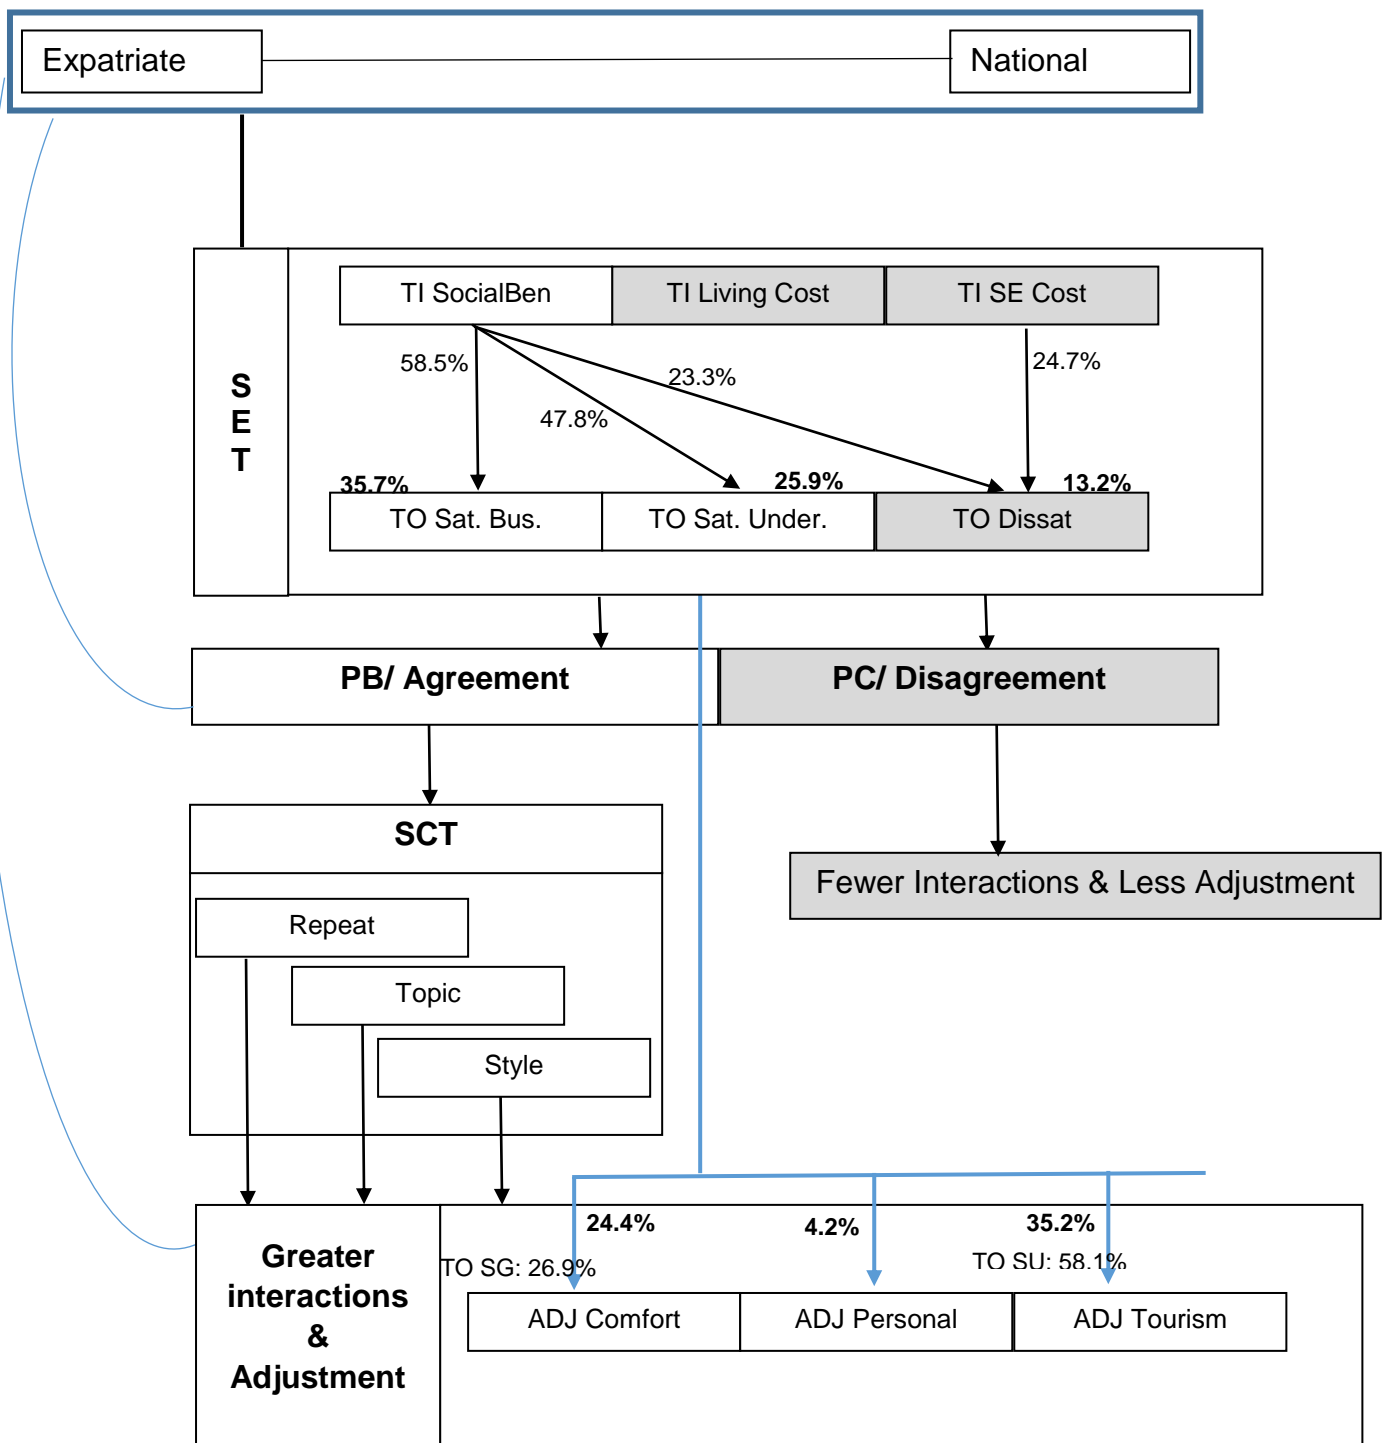 Expatriate
National
TI SocialBen
TI Living Cost
TI SE Cost
58.5%
23.3%
24.7%
47.8%
S
E
T
35.7%
25.9%
13.2%
TO Sat. Bus.
TO Sat. Under.
TO Dissat
PB/ Agreement
PC/ Disagreement
SCT
Fewer Interactions & Less Adjustment
Repeat
Topic
Style
24.4%
4.2%
35.2%
TO SG: 26.9%
TO SU: 58.1%
Greater
interactions
&
Adjustment
ADJ Comfort
ADJ Personal
ADJ Tourism